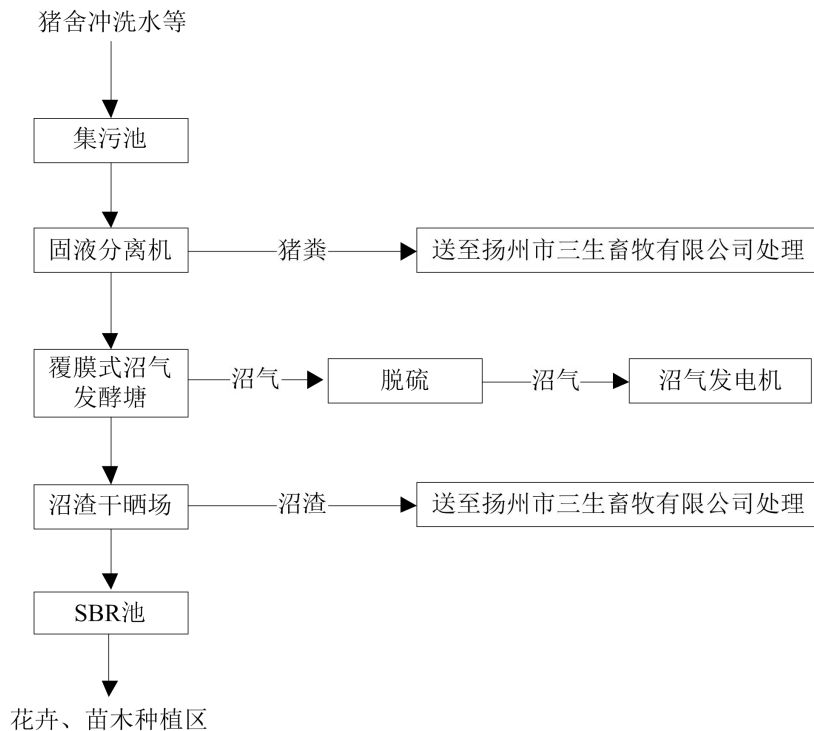 猪舍冲洗水等
集污池
固液分离机
猪粪
送至扬州市三生畜牧有限公司处理
覆膜式沼气
发酵塘
沼气
脱硫
沼气
沼气发电机
沼渣干晒场
沼渣
送至扬州市三生畜牧有限公司处理
SBR池
花卉、苗木种植区